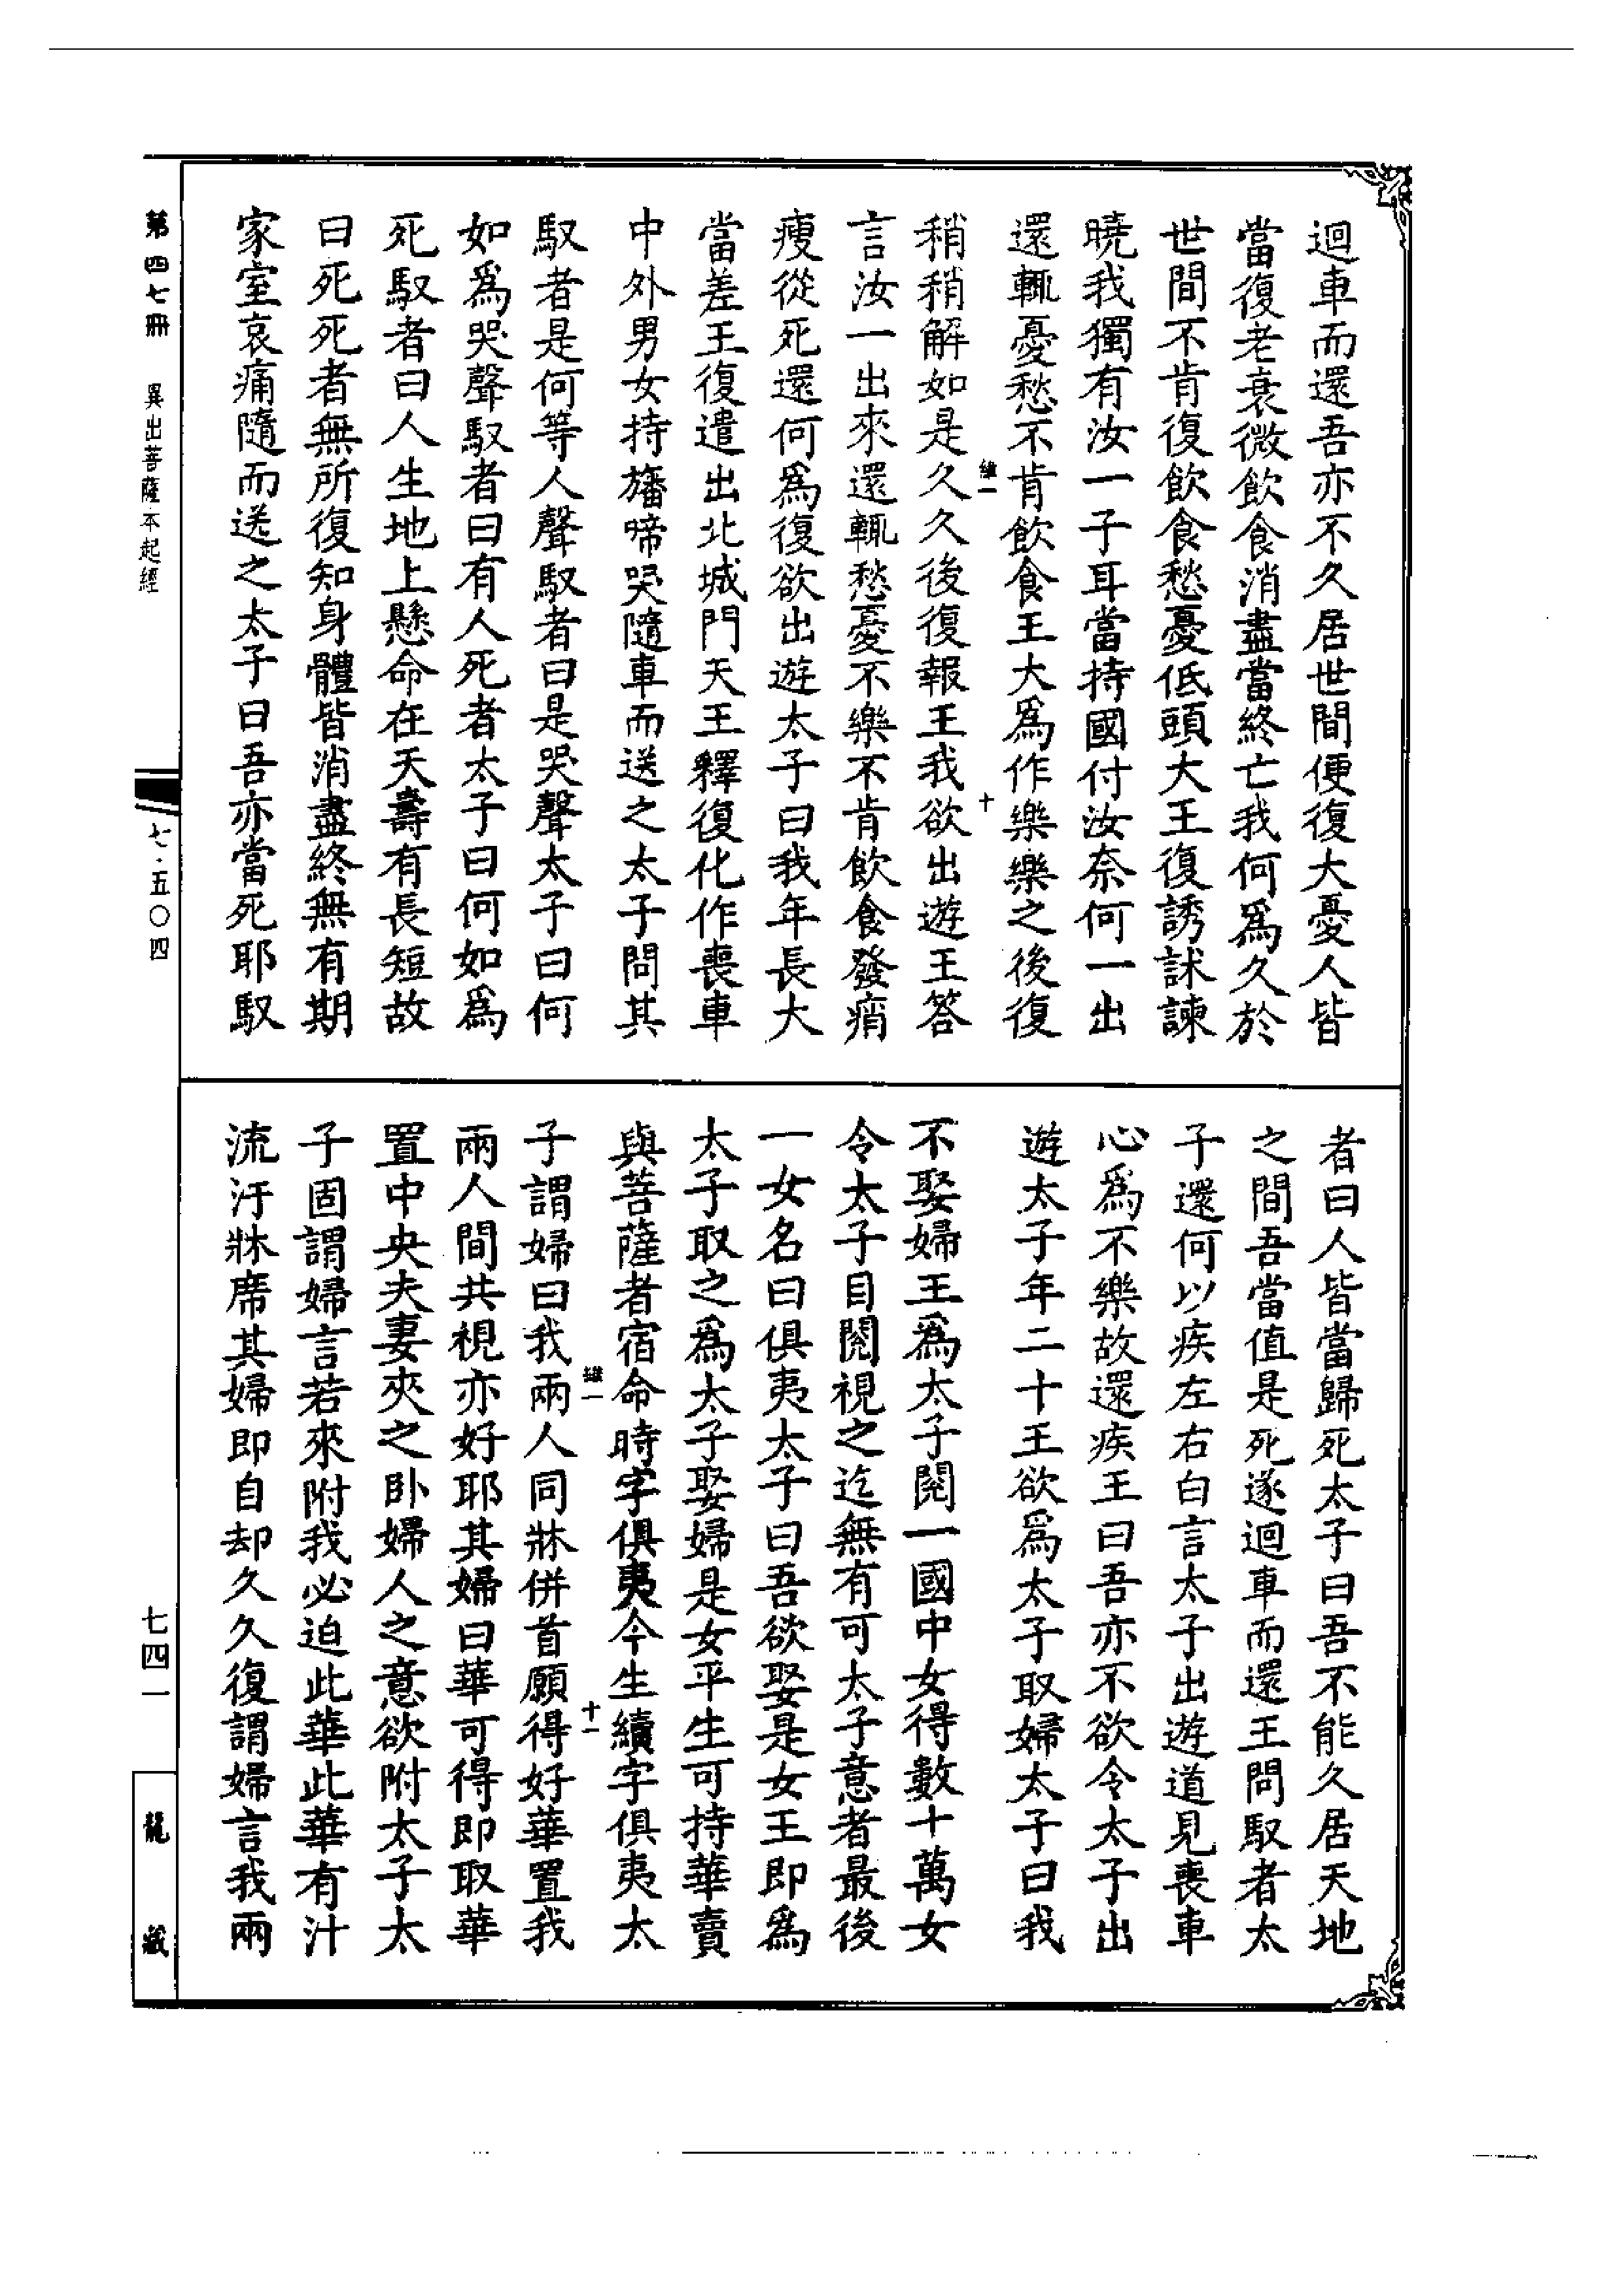 迴車而還吾亦不久居世間便復大憂人皆
當復老衰微飲食消盡當終亡我何爲久於
世間不肯復飲食愁憂低頭大王復誘訹諫
曉我獨有汝一子耳當持國付汝奈何一出
還輒憂愁不肯飲食王大爲作樂樂之後復
維一 十
稍稍解如是久久後復報王我欲出遊王答
言汝一出來還輒愁憂不樂不肯飲食發痟
瘦從死還何爲復欲出遊太子曰我年長大
當差王復遣出北城門天王釋復化作喪車
中外男女持旛啼哭隨車而送之太子問其
馭者是何等人聲馭者曰是哭聲太子曰何
如爲哭聲馭者曰有人死者太子曰何如爲
死馭者曰人生地上懸命在天壽有長短故
曰死死者無所復知身體皆消盡終無有期
家室哀痛隨而送之太子曰吾亦當死耶馭
者曰人皆當歸死太子曰吾不能久居天地
之間吾當值是死遂迴車而還王問馭者太
子還何以疾左右白言太子出遊道見喪車
心爲不樂故還疾王曰吾亦不欲令太子出
遊太子年二十王欲爲太子取婦太子曰我
不娶婦王爲太子閱一國中女得數十萬女
令太子目閱視之迄無有可太子意者最後
一女名曰俱夷太子曰吾欲娶是女王即爲
太子取之爲太子娶婦是女平生可持華賣
與菩薩者宿命時字俱夷今生續字俱夷太
維一 十一
子謂婦曰我兩人同牀併首願得好華置我
兩人間共視亦好耶其婦曰華可得即取華
置中央夫妻夾之卧婦人之意欲附太子太
子固謂婦言若來附我必迫此華此華有汁
流汙牀席其婦即自却久久復謂婦言我兩
第四七冊 異出菩薩本起經
七·五〇四
七四一
龍藏